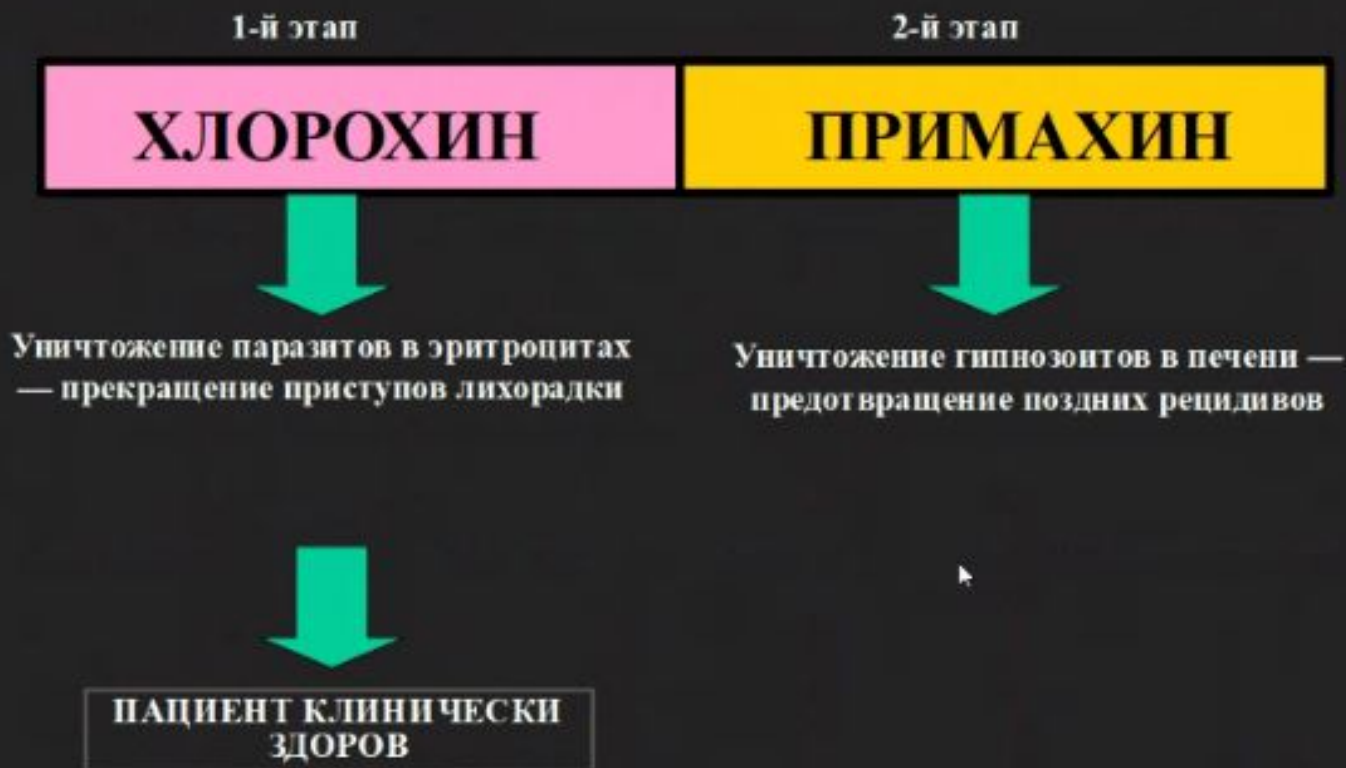 1-й этап
2-й этап
ХЛОРОХИН
ПРИМАХИН
Уничтожение паразитов в эритроцитах
— прекращение приступов лихорадки
Уничтожение гипнозоитов в печени —
предотвращение поздних рецидивов
ПАЦИЕНТ КЛИНИЧЕСКИ
ЗДОРОВ